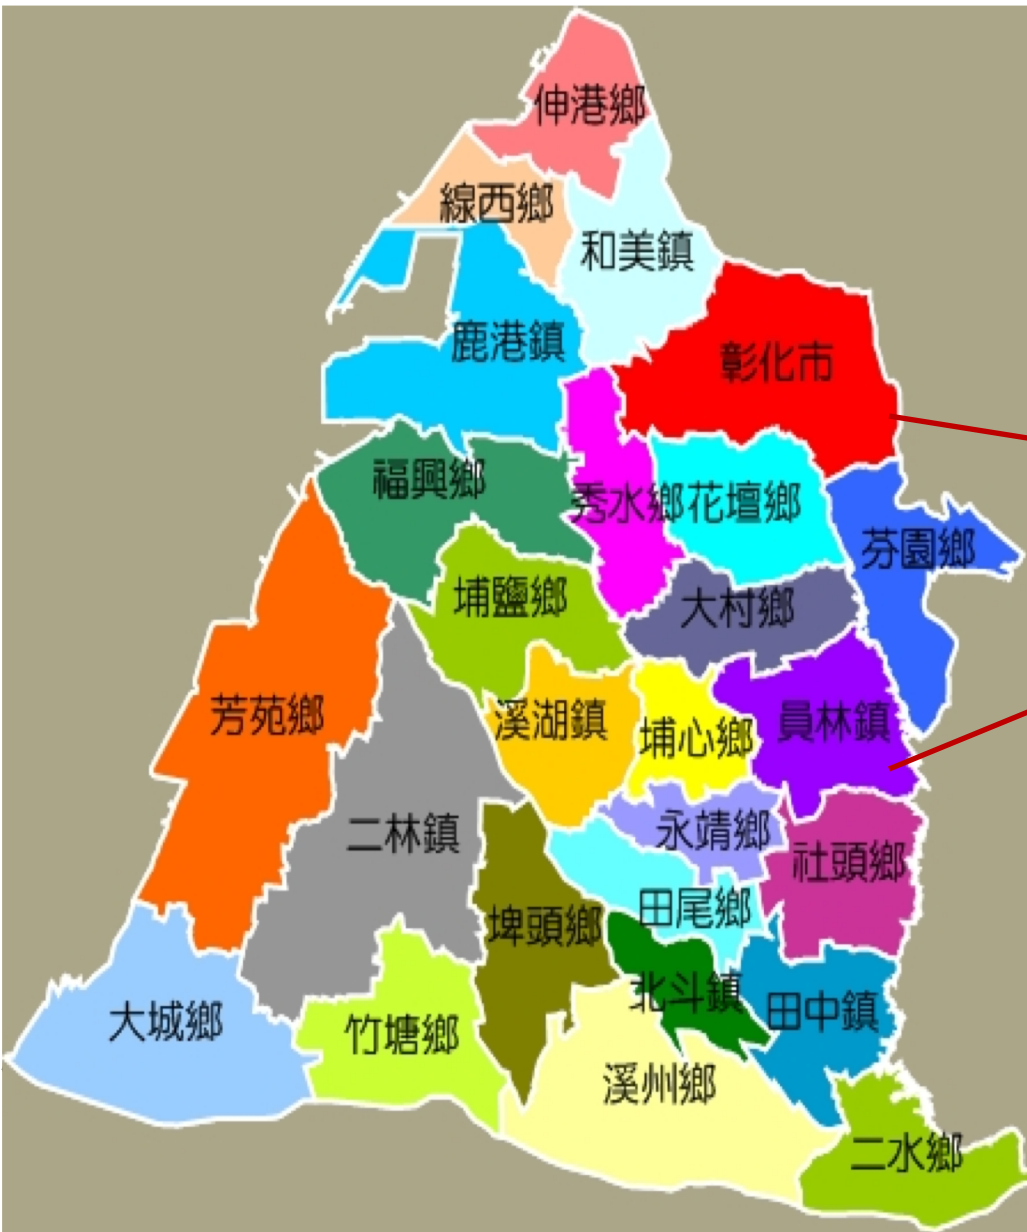 伸港鄉
線西鄉
和美鎮
鹿港鎮
彰化市
福興鄉
秀水鄉
花壇鄉
芬園鄉
埔鹽鄉
大村鄉
芳苑鄉
溪湖鎮
埔心鄉
員林鎮
二林鎮
永靖鄉
社頭鄉
田尾鄉
埤頭鄉
北斗鎮
田中鎮
大城鄉
竹塘鄉
溪州鄉
二水鄉